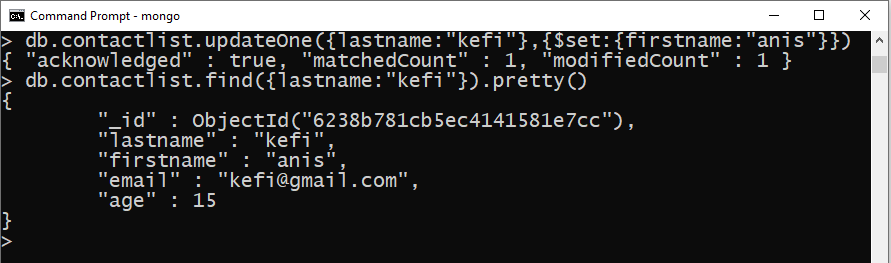 Command Prompt - mongo
> db.contactlist.updateOne({lastname:"kefi"},{$set:{firstname:"anis"}})
{ "acknowledged" : true, "matchedCount" : 1, "modifiedCount" : 1 }
> db.contactlist.find({lastname:"kefi"}).pretty()
{
        "_id" : ObjectId("6238b781cb5ec4141581e7cc"),
        "lastname" : "kefi",
        "firstname" : "anis",
        "email" : "kefi@gmail.com",
        "age" : 15
}
>